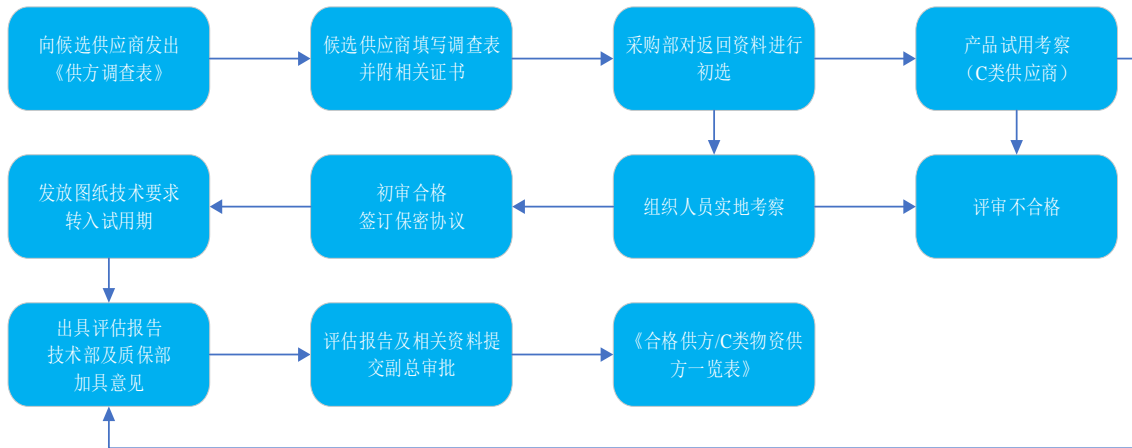 向候选供应商发出
《供方调查表》
候选供应商填写调查表
并附相关证书
采购部对返回资料进行
初选
产品试用考察
（C类供应商）
发放图纸技术要求
转入试用期
初审合格
签订保密协议
组织人员实地考察
评审不合格
出具评估报告
技术部及质保部
加具意见
评估报告及相关资料提
交副总审批
《合格供方/C类物资供
方一览表》